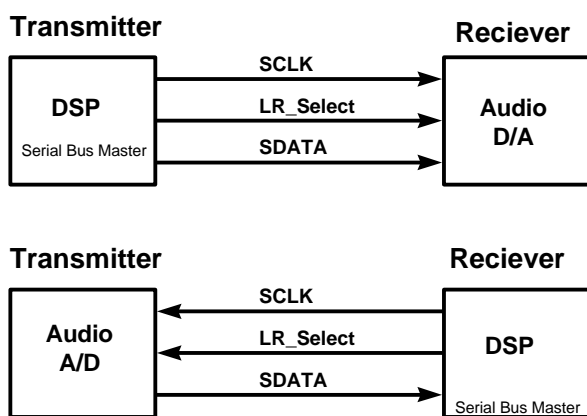 Transmitter
Reciever
SCLK
DSP
LR_Select
Audio
D/A
Serial Bus Master
SDATA
Transmitter
Reciever
SCLK
Audio
A/D
LR_Select
DSP
SDATA
Serial Bus Master